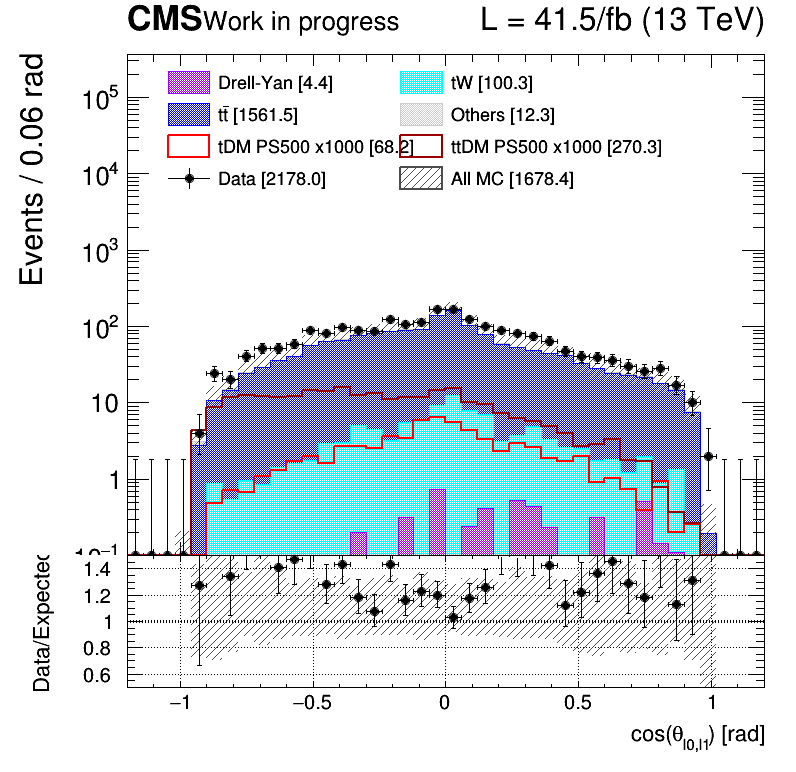 CMS Work in progress L = 41.5/fb (13 TeV)
Events / 0.06 rad
Drell-Yan [4.4] tW [100.3]
tt̄ [1561.5] Others [12.3]
tDM PS500 x1000 [68.2] ttDM PS500 x1000 [270.3]
Data [2178.0] All MC [1678.4]
10⁵
10⁴
10³
10²
10
1
10⁻¹
Data/Expected
1.4
1.2
1
0.8
0.6
−1 −0.5 0 0.5 1
cos(θ_l0,l1) [rad]